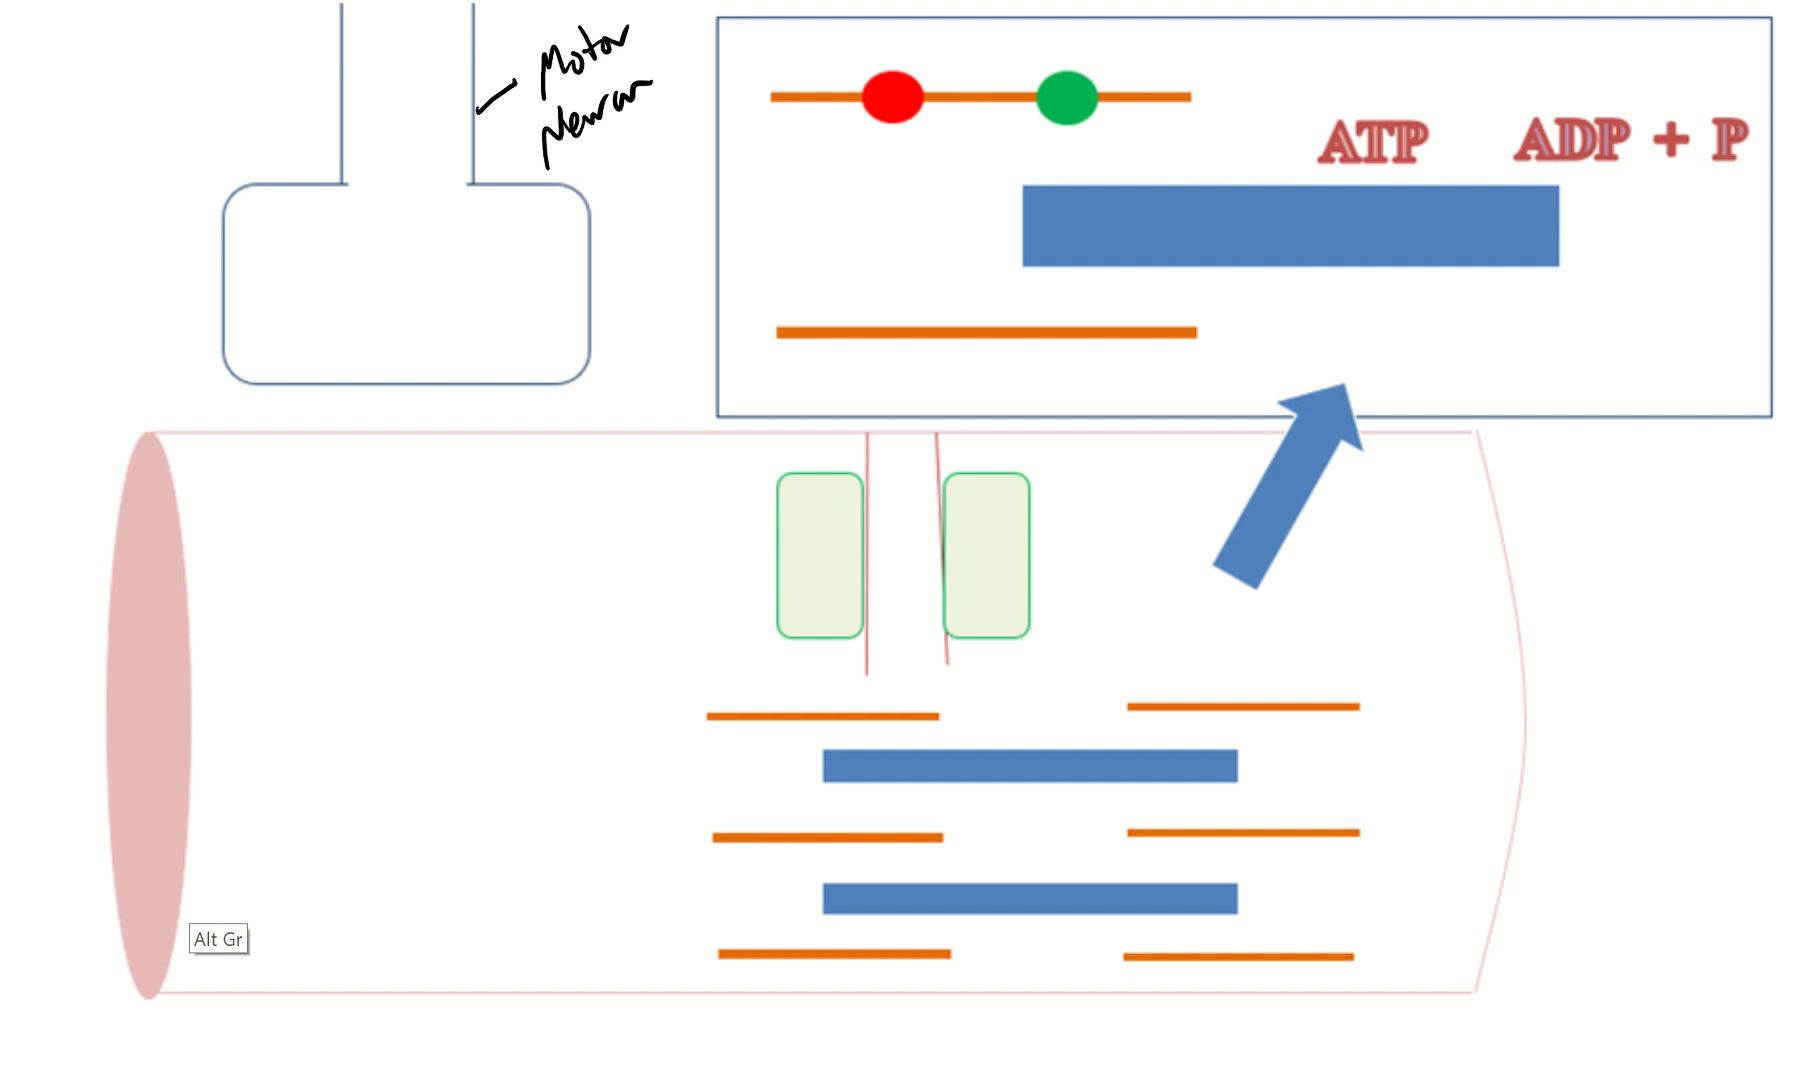 Motor
Neuron
ATP
ADP + P
Alt Gr